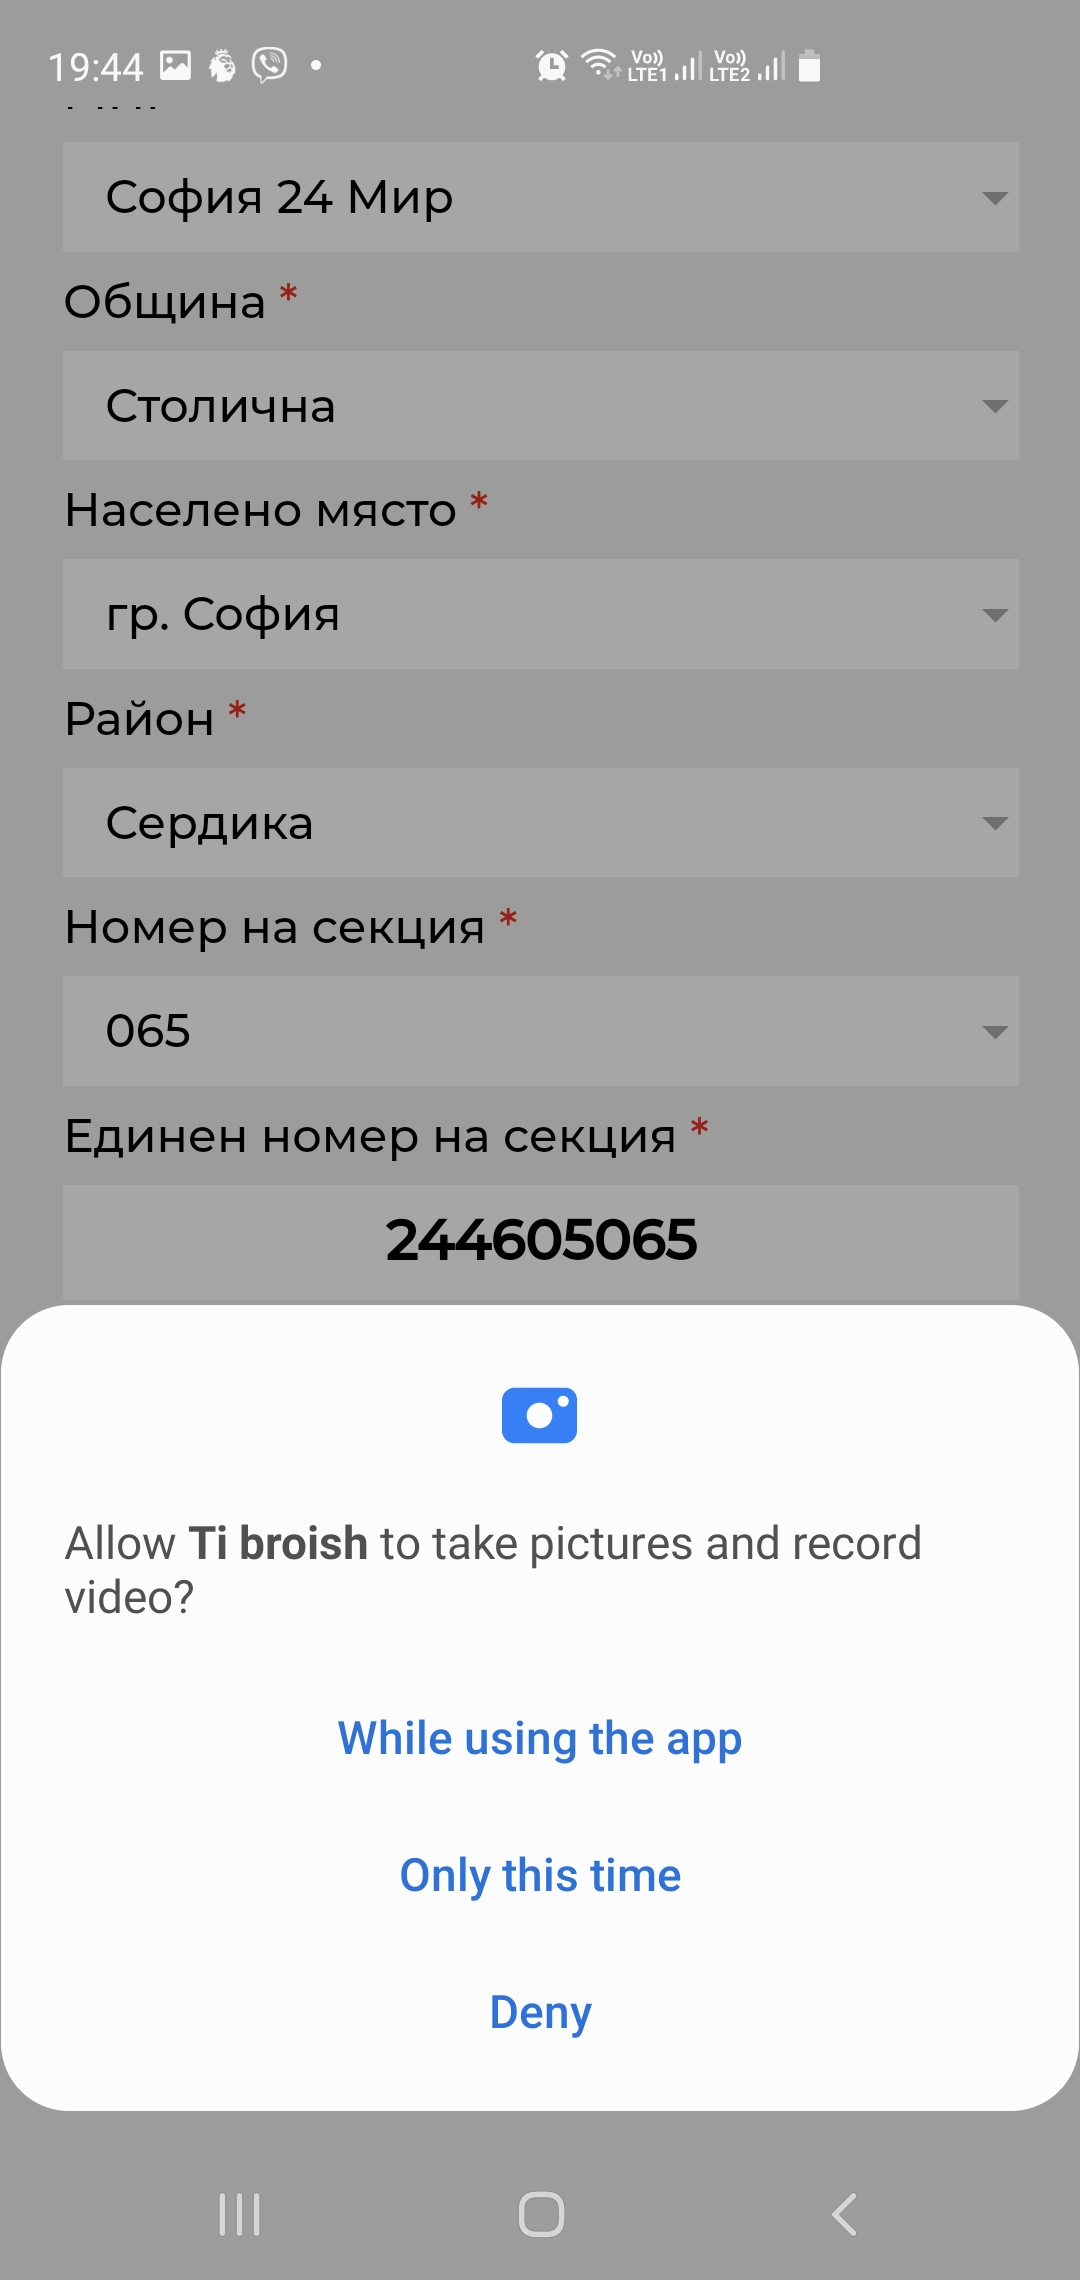 19:44
Vo)) LTE1 Vo)) LTE2
София 24 Мир
Община *
Столична
Населено място *
гр. София
Район *
Сердика
Номер на секция *
065
Единен номер на секция *
244605065
Allow Ti broish to take pictures and record
video?
While using the app
Only this time
Deny